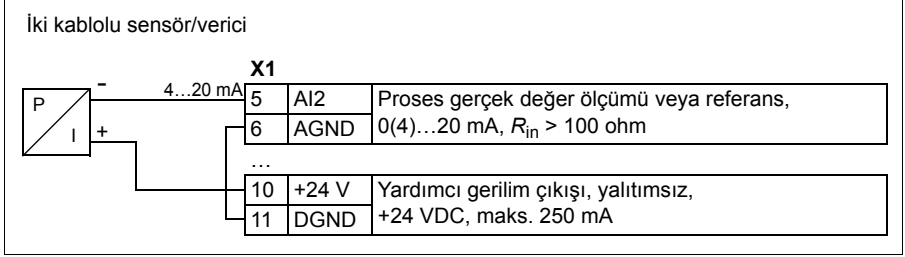 İki kablolu sensör/verici
X1
P
I
-
+
4…20 mA
5 AI2 Proses gerçek değer ölçümü veya referans,
6 AGND 0(4)…20 mA, Rin > 100 ohm
…
10 +24 V Yardımcı gerilim çıkışı, yalıtımsız,
11 DGND +24 VDC, maks. 250 mA